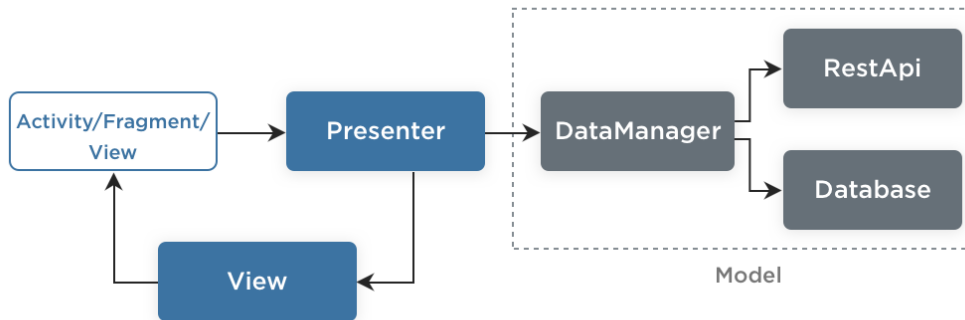 RestApi
Activity/Fragment/
View
Presenter
DataManager
Database
View
Model